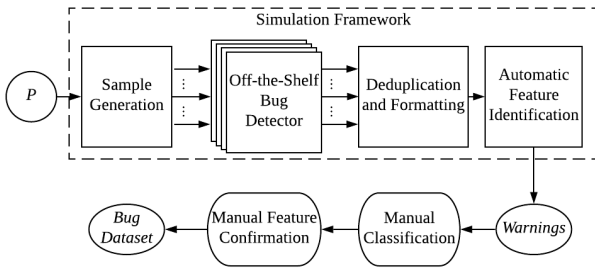 Simulation Framework
P
Sample
Generation
Off-the-Shelf
Bug
Detector
Deduplication
and Formatting
Automatic
Feature
Identification
Bug
Dataset
Manual Feature
Confirmation
Manual
Classification
Warnings